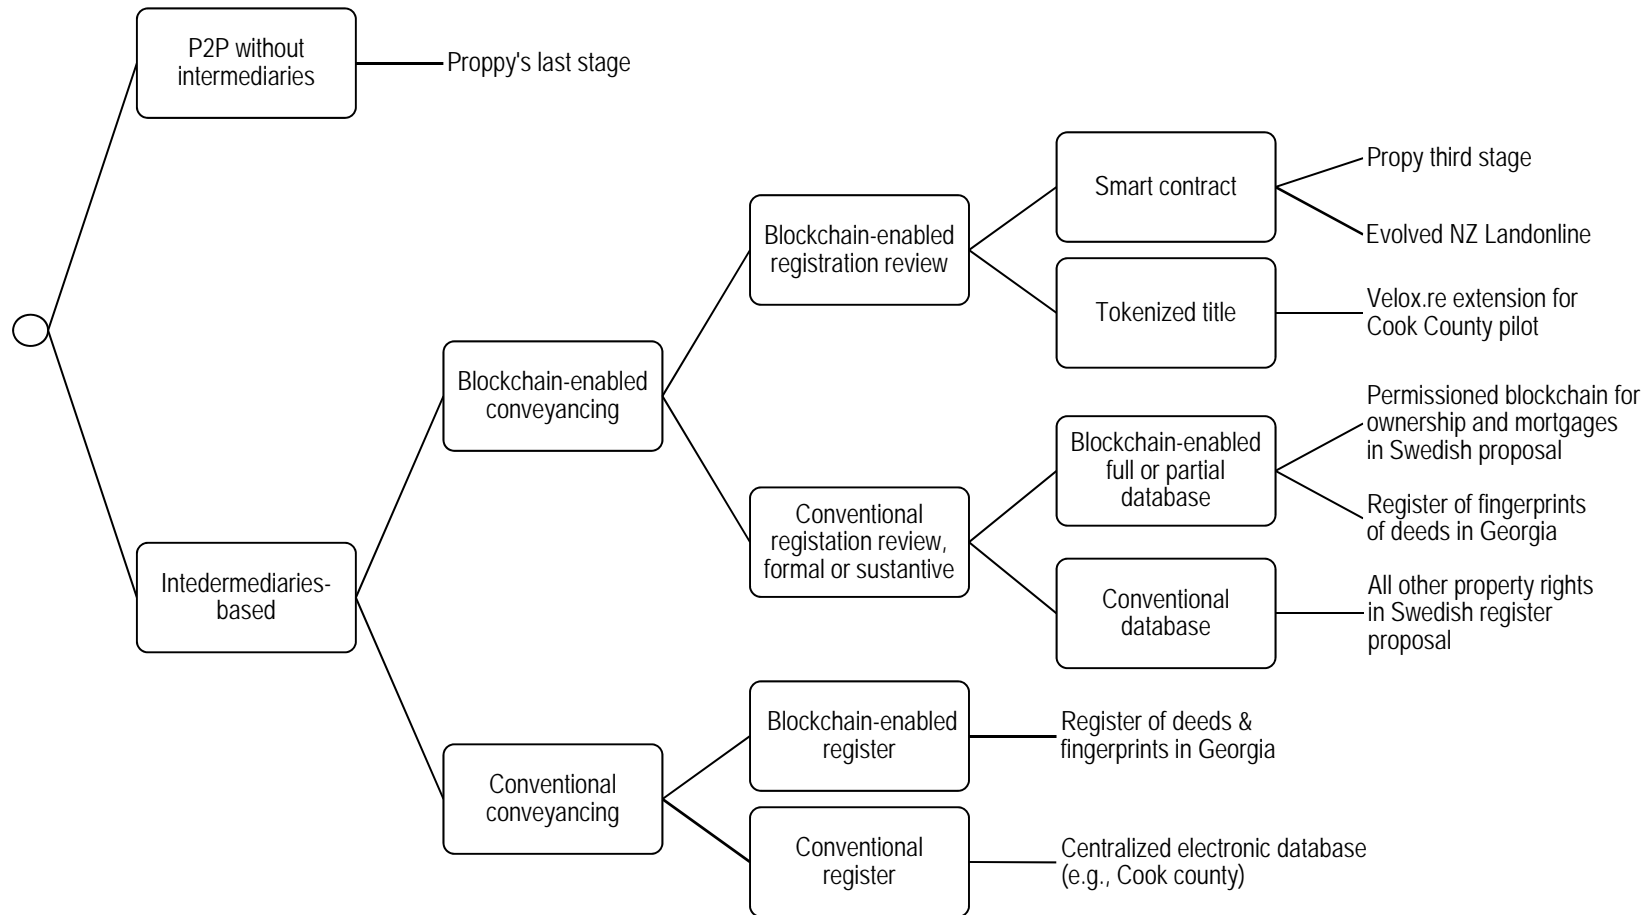 P2P without
intermediaries
Proppy's last stage
Smart contract
Propy third stage
Evolved NZ Landonline
Blockchain-enabled
registration review
Tokenized title
Velox.re extension for
Cook County pilot
Blockchain-enabled
conveyancing
Blockchain-enabled
full or partial
database
Permissioned blockchain for
ownership and mortgages
in Swedish proposal
Register of fingerprints
of deeds in Georgia
Conventional
registation review,
formal or sustantive
Conventional
database
All other property rights
in Swedish register
proposal
Intedermediaries-
based
Blockchain-enabled
register
Register of deeds &
fingerprints in Georgia
Conventional
conveyancing
Conventional
register
Centralized electronic database
(e.g., Cook county)